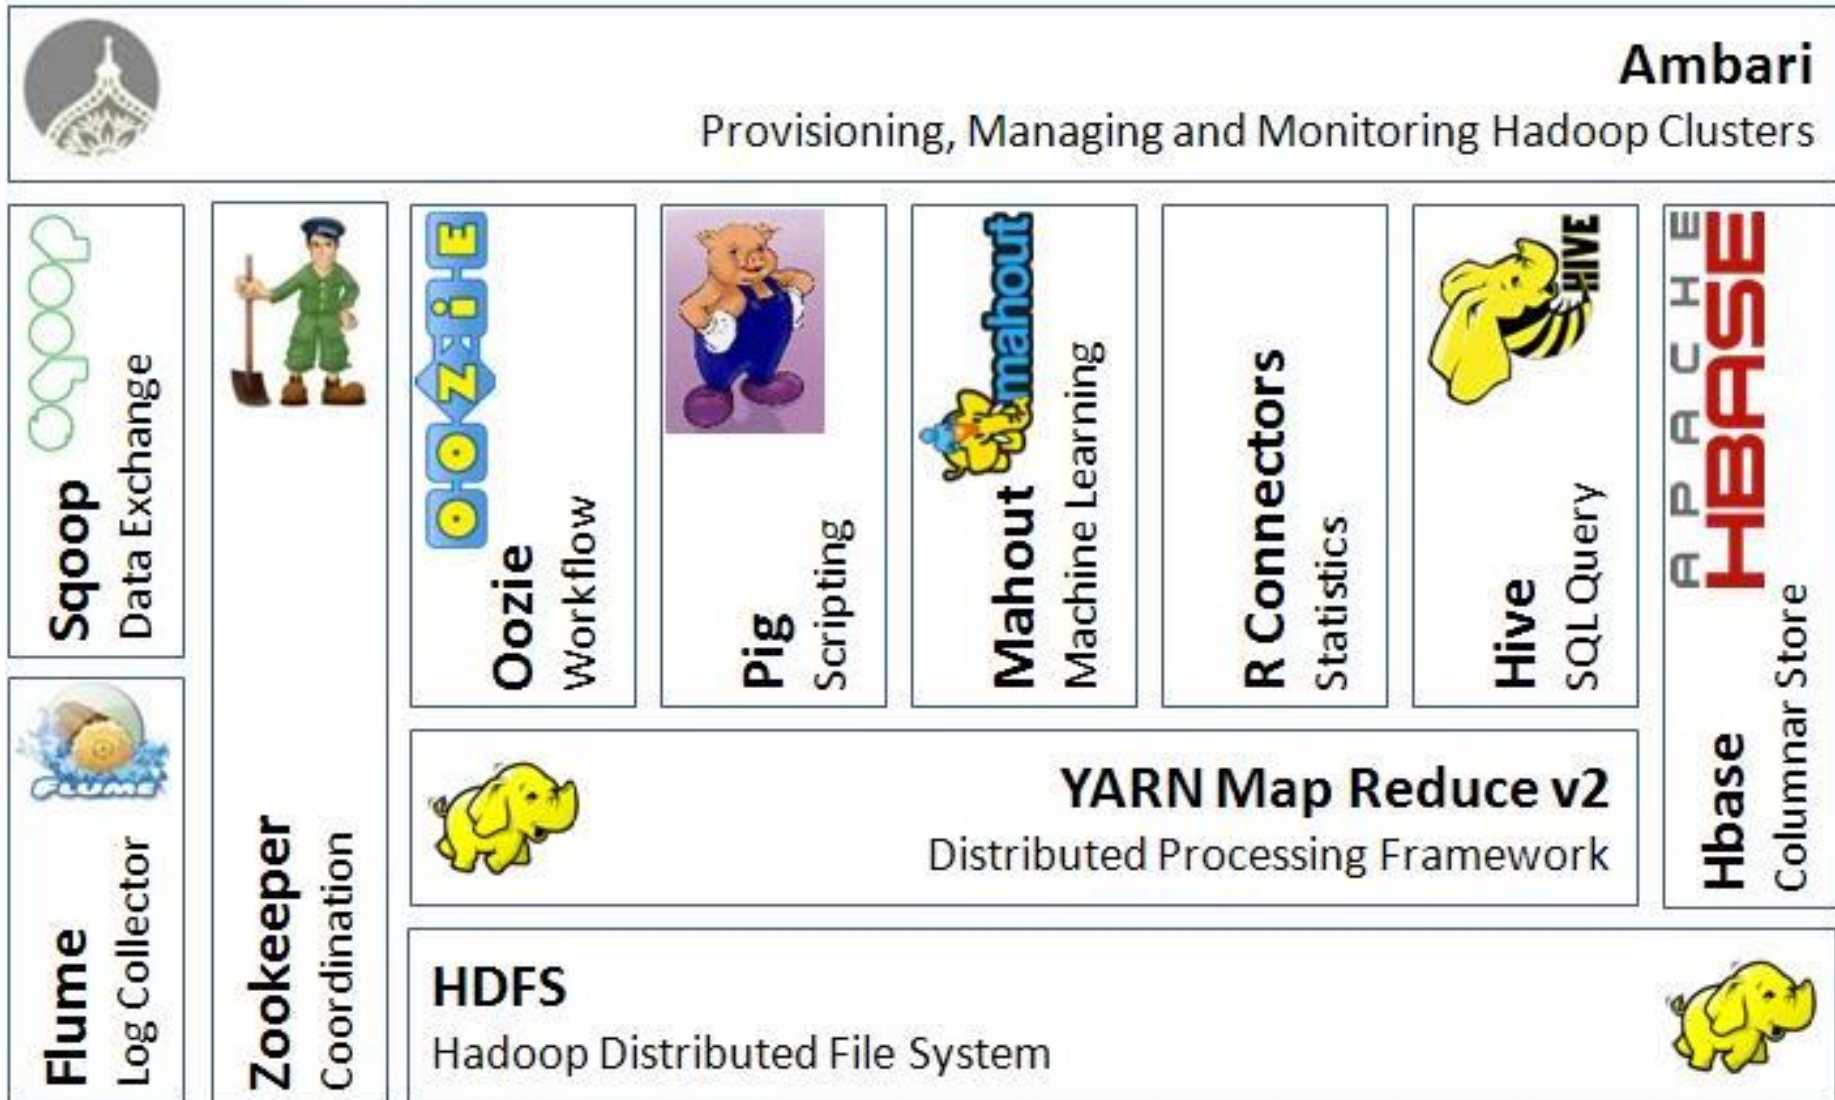 Ambari
Provisioning, Managing and Monitoring Hadoop Clusters
sqoop
Sqoop
Data Exchange
FLUME
Flume
Log Collector
Zookeeper
Coordination
OOZIE
Oozie
Workflow
Pig
Scripting
mahout
Mahout
Machine Learning
R Connectors
Statistics
HIVE
Hive
SQL Query
APACHE
HBASE
Hbase
Columnar Store
YARN Map Reduce v2
Distributed Processing Framework
HDFS
Hadoop Distributed File System